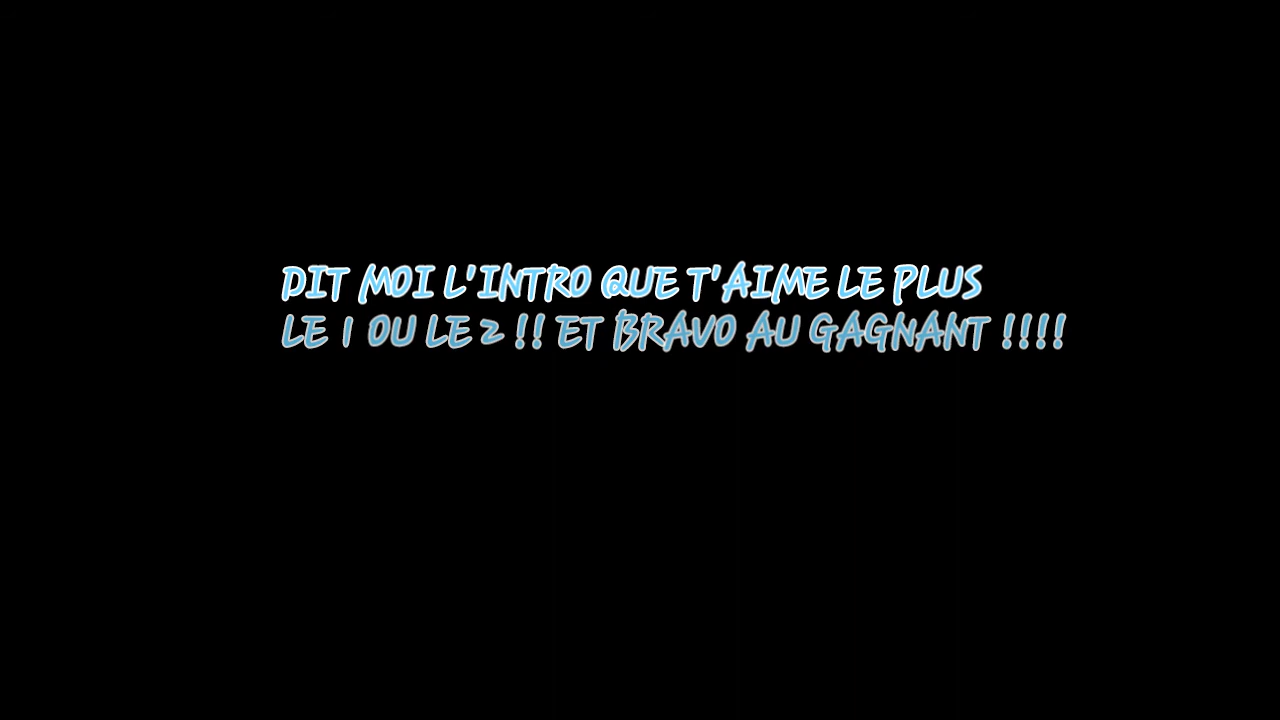 DIT MOI L'INTRO QUE T'AIME LE PLUS
LE 1 OU LE 2 !! ET BRAVO AU GAGNANT !!!!